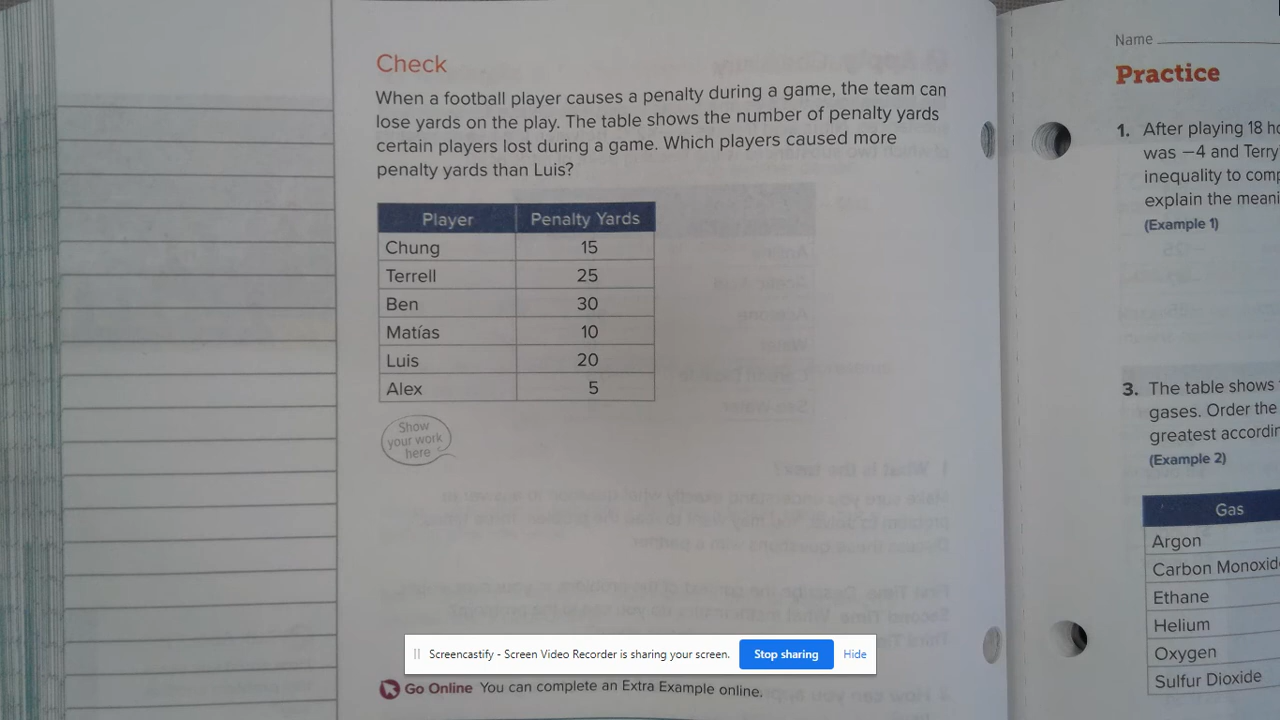 Check
When a football player causes a penalty during a game, the team can
lose yards on the play. The table shows the number of penalty yards
certain players lost during a game. Which players caused more
penalty yards than Luis?
Player Penalty Yards
Chung 15
Terrell 25
Ben 30
Matías 10
Luis 20
Alex 5
Show
your work
here
Screencastify - Screen Video Recorder is sharing your screen. Stop sharing Hide
Go Online You can complete an Extra Example online.
Name
Practice
1. After playing 18
was −4 and Terry
inequality to
explain the
(Example 1)
3. The table shows
gases. Order the
greatest
(Example 2)
Gas
Argon
Carbon
Ethane
Helium
Oxygen
Sulfur Dioxide